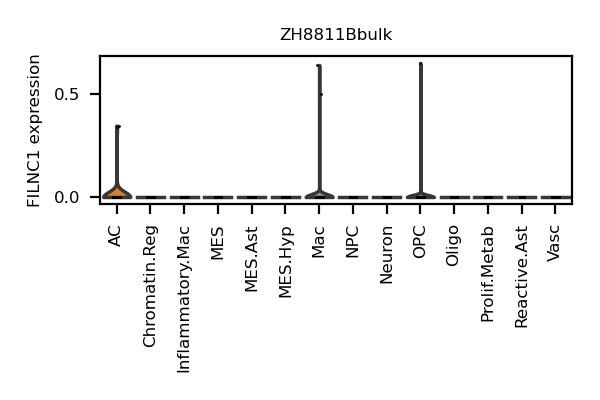 ZH8811Bbulk
FILNC1 expression
0.5
0.0
AC
Chromatin.Reg
Inflammatory.Mac
MES
MES.Ast
MES.Hyp
Mac
NPC
Neuron
OPC
Oligo
Prolif.Metab
Reactive.Ast
Vasc